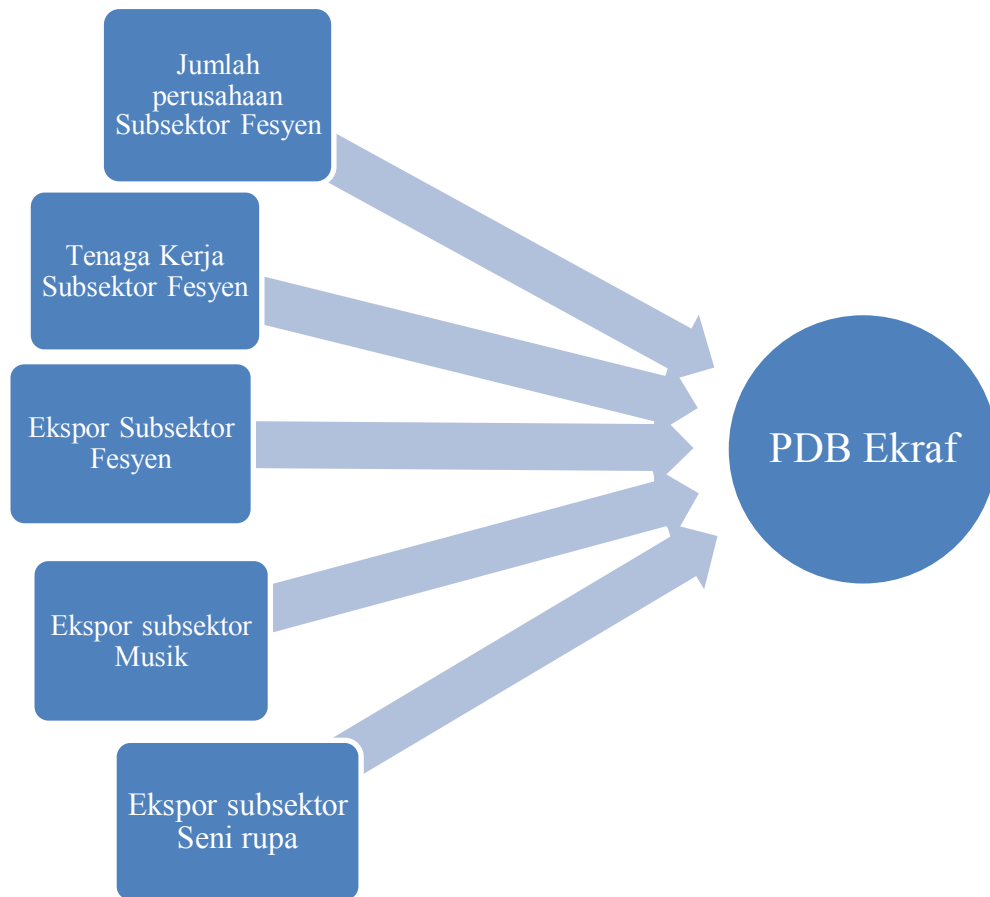 Jumlah
perusahaan
Subsektor Fesyen
Tenaga Kerja
Subsektor Fesyen
Ekspor Subsektor
Fesyen
Ekspor subsektor
Musik
Ekspor subsektor
Seni rupa
PDB Ekraf